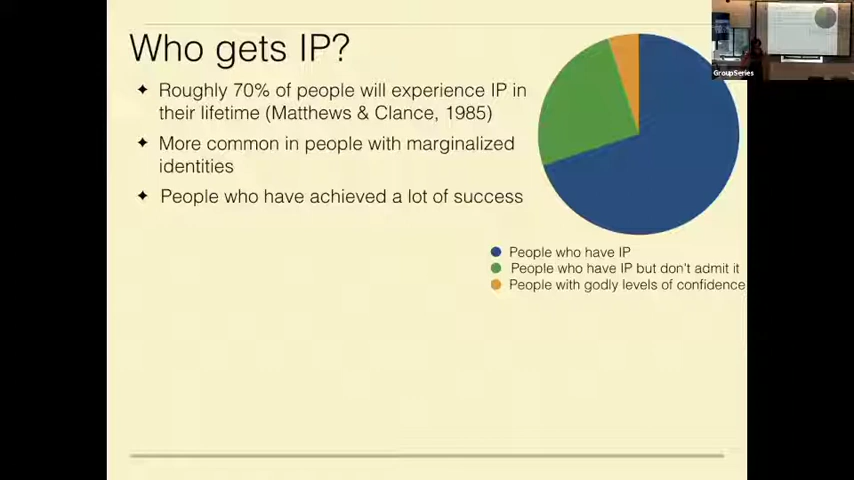 Who gets IP?
✦ Roughly 70% of people will experience IP in
their lifetime (Matthews & Clance, 1985)
✦ More common in people with marginalized
identities
✦ People who have achieved a lot of success
People who have IP
People who have IP but don't admit it
People with godly levels of confidence
GroupSeries